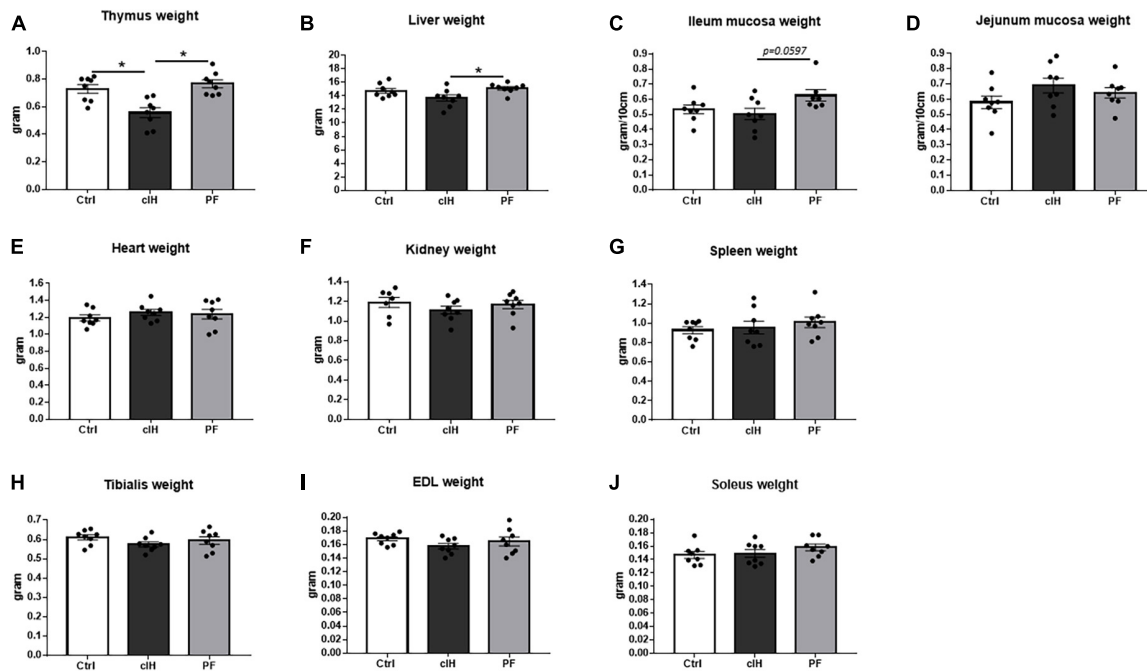 A
Thymus weight
*
*
gram
1.0
0.8
0.6
0.4
0.2
0.0
Ctrl
cIH
PF
B
Liver weight
*
gram
20
18
16
14
12
10
8
6
4
2
0
Ctrl
cIH
PF
C
Ileum mucosa weight
p=0.0597
gram/10cm
0.9
0.8
0.7
0.6
0.5
0.4
0.3
0.2
0.1
0.0
Ctrl
cIH
PF
D
Jejunum mucosa weight
gram/10cm
0.9
0.8
0.7
0.6
0.5
0.4
0.3
0.2
0.1
0.0
Ctrl
cIH
PF
E
Heart weight
gram
1.6
1.4
1.2
1.0
0.8
0.6
0.4
0.2
0.0
Ctrl
cIH
PF
F
Kidney weight
gram
1.4
1.2
1.0
0.8
0.6
0.4
0.2
0.0
Ctrl
cIH
PF
G
Spleen weight
gram
1.4
1.2
1.0
0.8
0.6
0.4
0.2
0.0
Ctrl
cIH
PF
H
Tibialis weight
gram
0.7
0.6
0.5
0.4
0.3
0.2
0.1
0.0
Ctrl
cIH
PF
I
EDL weight
gram
0.20
0.18
0.16
0.14
0.12
0.10
0.08
0.06
0.04
0.02
0.00
Ctrl
cIH
PF
J
Soleus welght
gram
0.20
0.18
0.16
0.14
0.12
0.10
0.08
0.06
0.04
0.02
0.00
Ctrl
cIH
PF